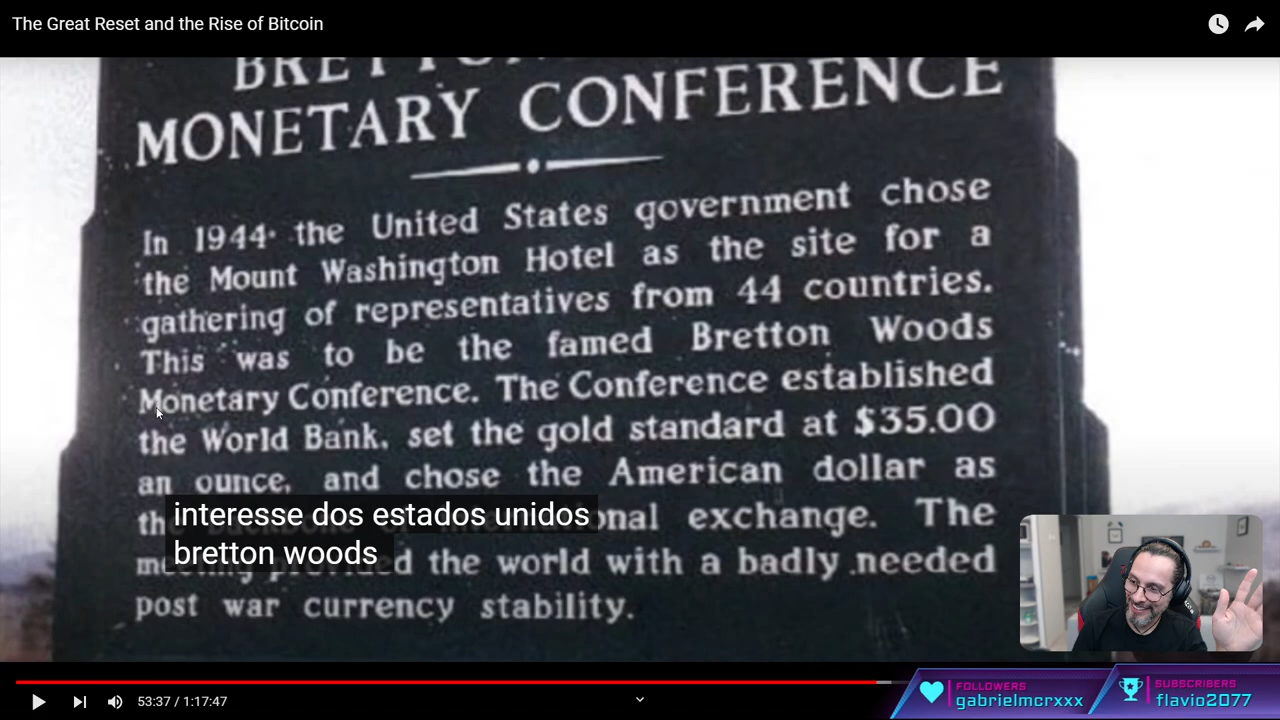 The Great Reset and the Rise of Bitcoin
MONETARY CONFERENCE
In 1944 the United States government chose
the Mount Washington Hotel as the site for a
gathering of representatives from 44 countries.
This was to be the famed Bretton Woods
Monetary Conference. The Conference established
the World Bank, set the gold standard at $35.00
an ounce, and chose the American dollar as
exchange. The
interesse dos estados unidos
bretton woods
the world with a badly needed
post war currency stability.
53:37 / 1:17:47
FOLLOWERS
gabrielmcrxxx
SUBSCRIBERS
flavio2077